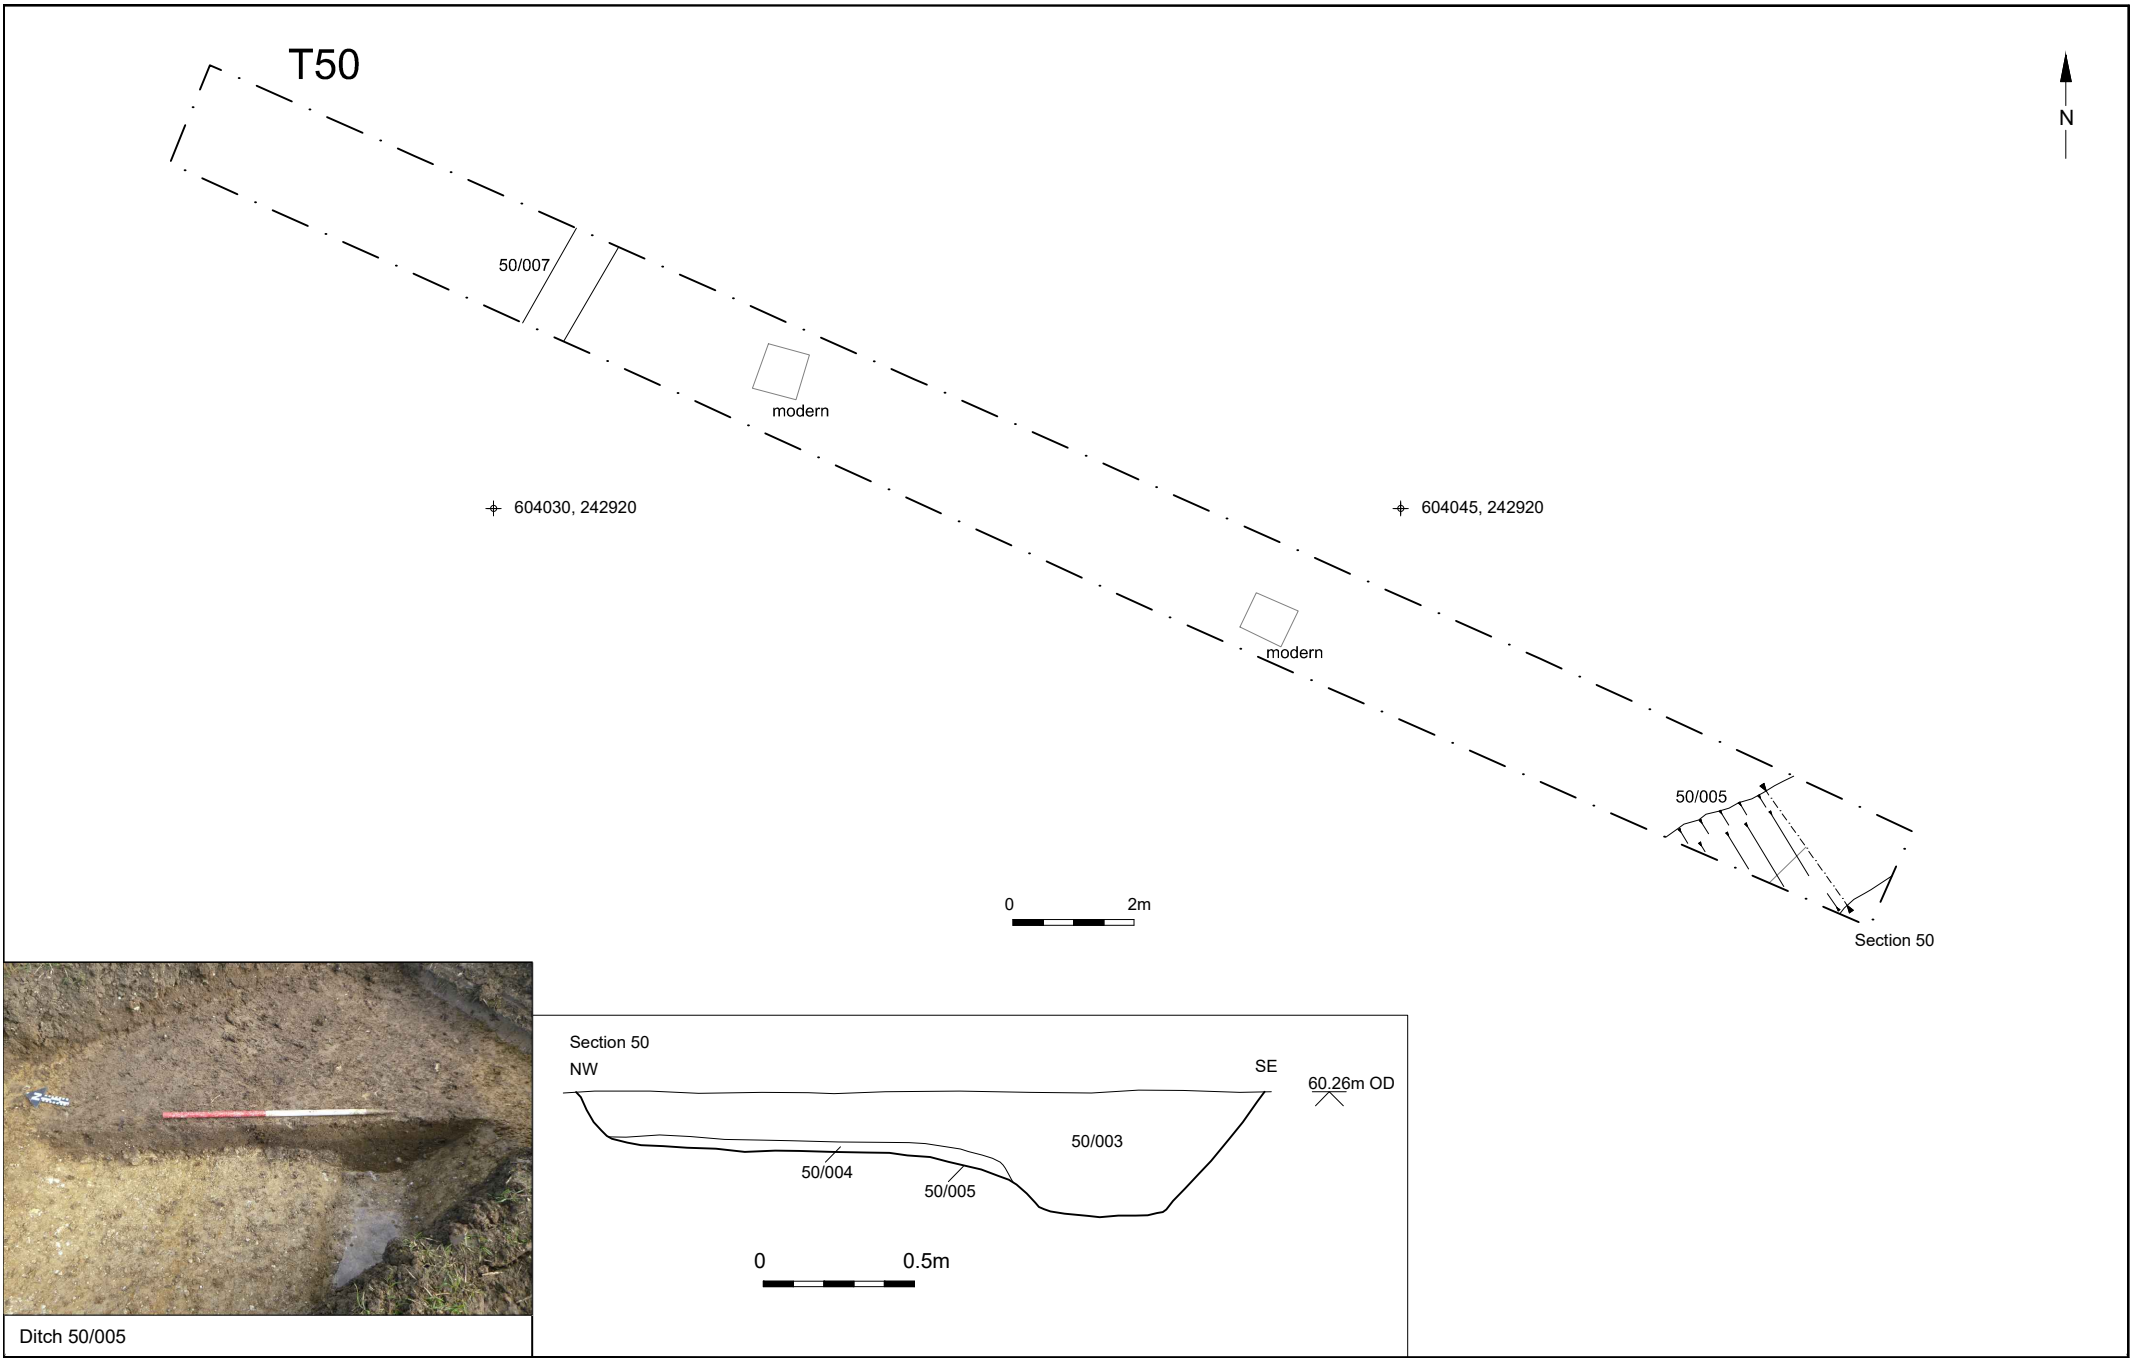 T50
N
50/007
modern
604030, 242920
604045, 242920
modern
50/005
0 2m
Section 50
Section 50
NW
SE
60.26m OD
50/003
50/004
50/005
0 0.5m
Ditch 50/005